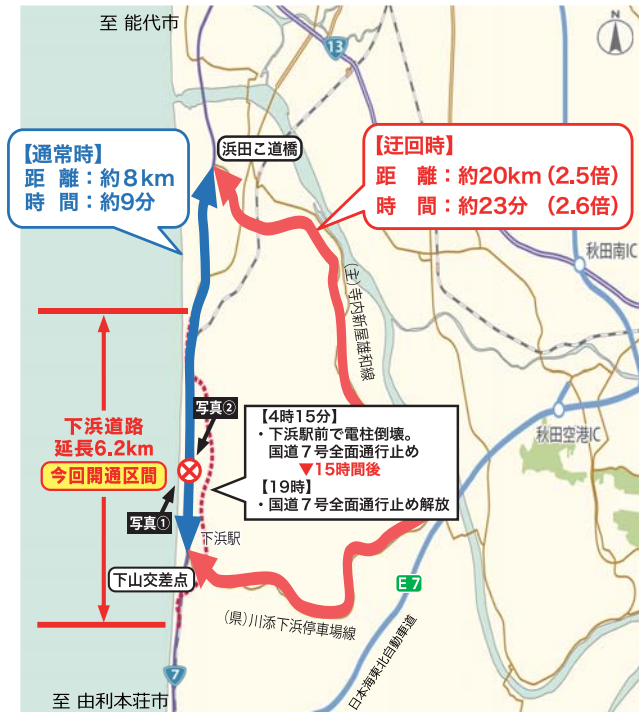 至 能代市
N
13
浜田こ道橋
【通常時】
距 離:約8km
時 間:約9分
【迂回時】
距 離:約20km(2.5倍)
時 間:約23分 (2.6倍)
秋田南IC
(主)寺内新屋雄和線
下浜道路
延長6.2km
今回開通区間
写真②
【4時15分】
・下浜駅前で電柱倒壊。
国道7号全面通行止め
▼15時間後
【19時】
・国道7号全面通行止め解放
秋田空港IC
写真①
下浜駅
下山交差点
E7
(県)川添下浜停車場線
日本海東北自動車道
7
至 由利本荘市